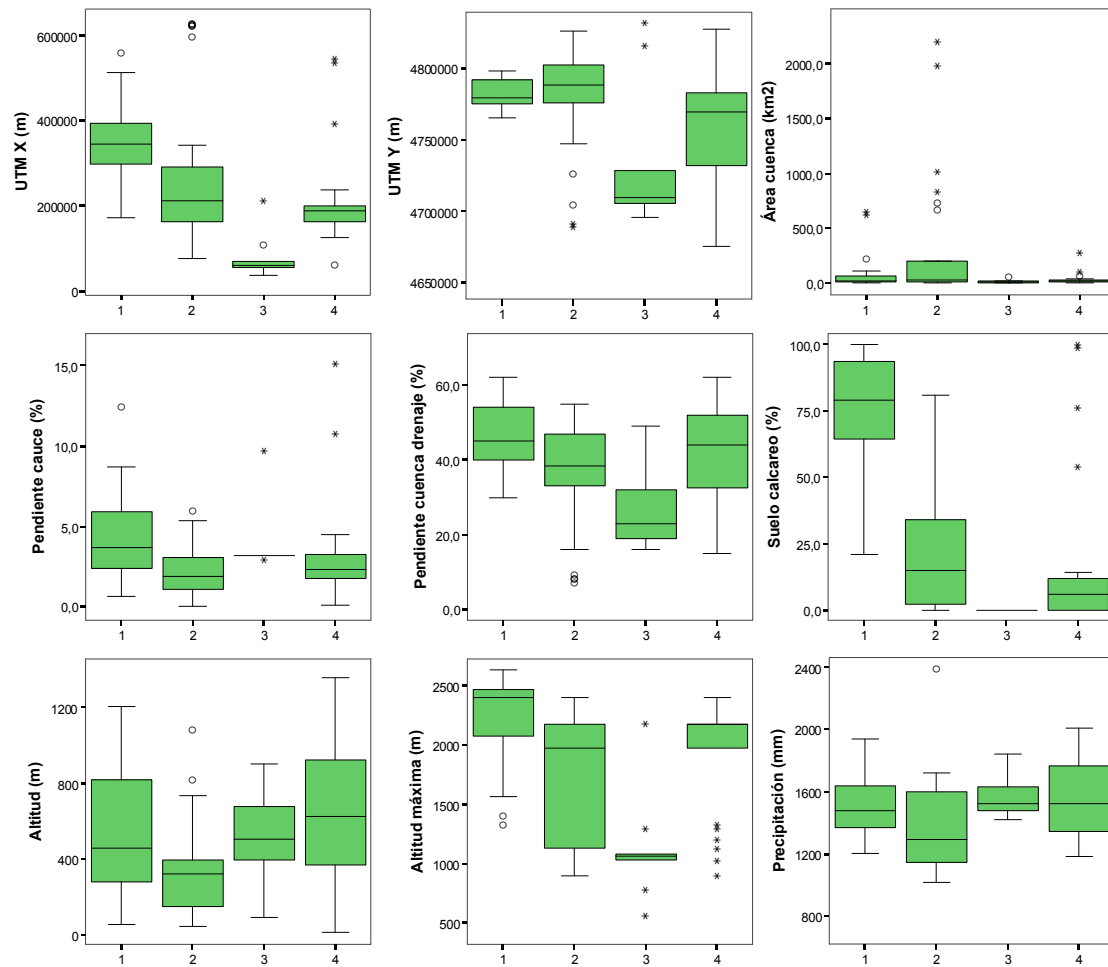 UTM X (m)
600000
400000
200000
0
1 2 3 4
UTM Y (m)
4800000
4750000
4700000
4650000
1 2 3 4
Área cuenca (km2)
2000,0
1500,0
1000,0
500,0
0,0
1 2 3 4
Pendiente cauce (%)
15,0
10,0
5,0
0,0
1 2 3 4
Pendiente cuenca drenaje (%)
60,0
40,0
20,0
0,0
1 2 3 4
Suelo calcareo (%)
100,0
75,0
50,0
25,0
0,0
1 2 3 4
Altitud (m)
1200
800
400
0
1 2 3 4
Altitud máxima (m)
2500
2000
1500
1000
500
1 2 3 4
Precipitación (mm)
2400
2000
1600
1200
800
1 2 3 4